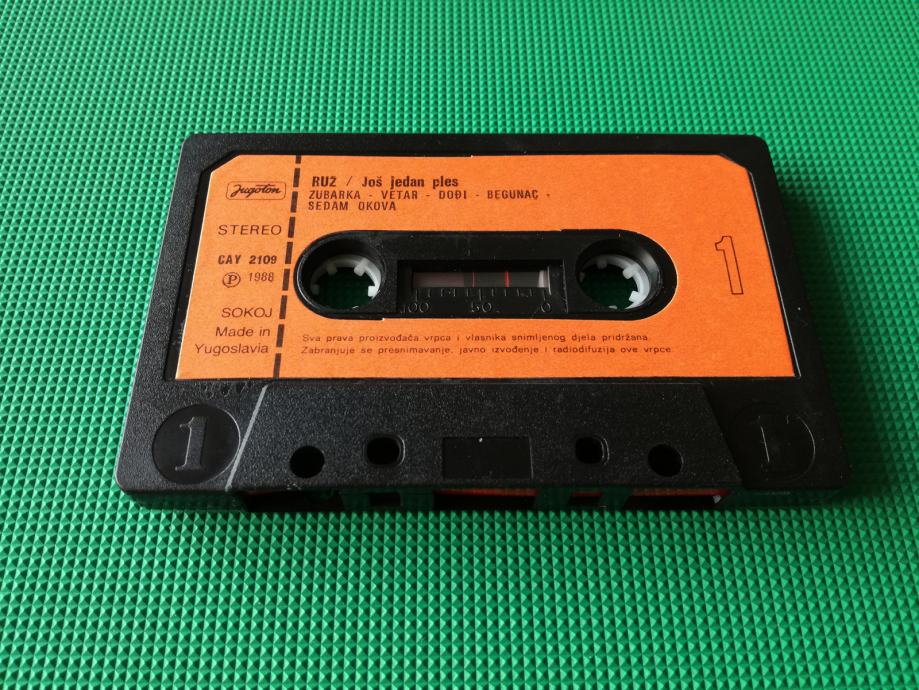 Jugoton
STEREO
CAY 2109
Ⓟ 1988
SOKOJ
Made in
Yugoslavia
RUŽ / Još jedan ples
ZUBARKA - VETAR - DOĐI - BEGUNAC -
SEDAM OKOVA
1
100 50 0
Sva prava proizvođača vrpca i vlasnika snimljenog djela pridržana.
Zabranjuje se presnimavanje, javno izvođenje i radiodifuzija ove vrpce.
1
D